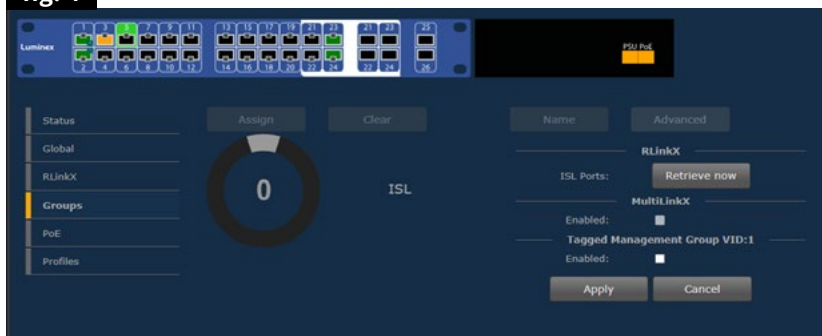 1 3 5 7 9 11 13 15 17 19 21 23 21 23 25
Luminex
PSU PoE
2 4 6 8 10 12 14 16 18 20 22 24 22 24 26
Status
Assign
Clear
Name
Advanced
Global
RLinkX
RLinkX
ISL Ports:
Retrieve now
0
ISL
Groups
MultiLinkX
Enabled:
PoE
Tagged Management Group VID:1
Enabled:
Profiles
Apply
Cancel